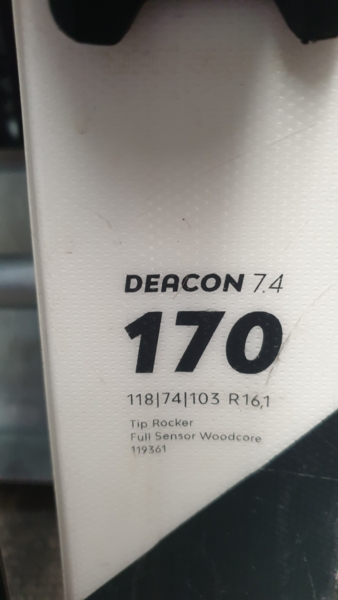 DEACON 7.4
170
118|74|103 R16,1
Tip Rocker
Full Sensor Woodcore
119361